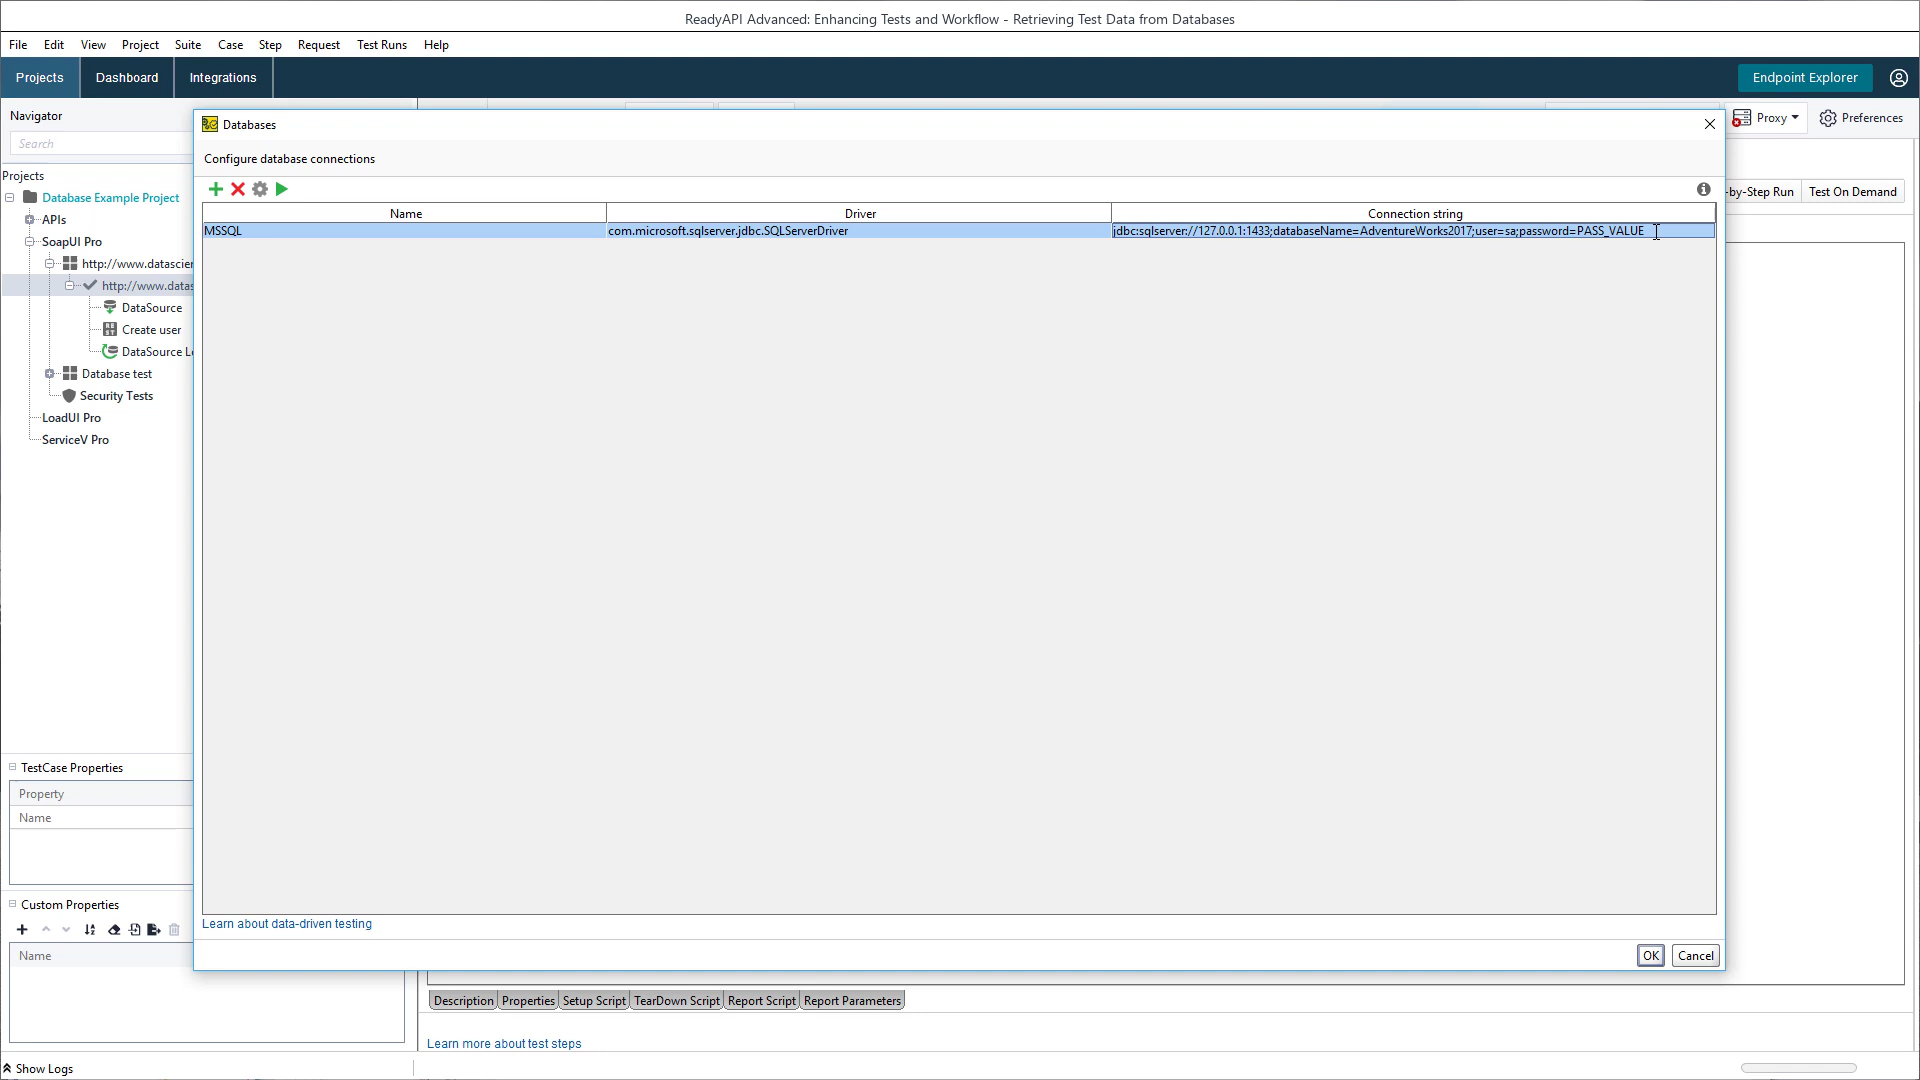 ReadyAPI Advanced: Enhancing Tests and Workflow - Retrieving Test Data from Databases
File Edit View Project Suite Case Step Request Test Runs Help
Projects Dashboard Integrations Endpoint Explorer
Navigator
Proxy Preferences
Search
Projects
Database Example Project
APIs
SoapUI Pro
http://www.datascien
http://www.datas
DataSource
Create user
DataSource L
Database test
Security Tests
LoadUI Pro
ServiceV Pro
Databases
Configure database connections
Name Driver Connection string
MSSQL com.microsoft.sqlserver.jdbc.SQLServerDriver jdbc:sqlserver://127.0.0.1:1433;databaseName=AdventureWorks2017;user=sa;password=PASS_VALUE
Learn about data-driven testing
OK Cancel
-by-Step Run Test On Demand
TestCase Properties
Property
Name
Custom Properties
Name
Description Properties Setup Script TearDown Script Report Script Report Parameters
Learn more about test steps
Show Logs